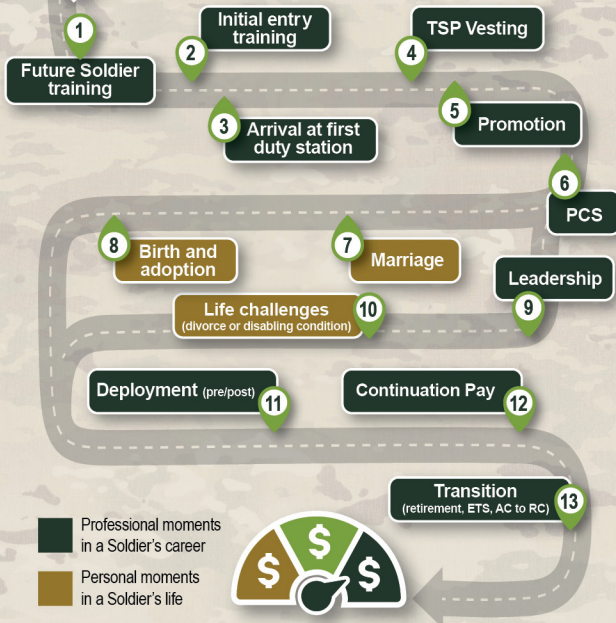 1
Future Soldier
training
2
Initial entry
training
3
Arrival at first
duty station
4
TSP Vesting
5
Promotion
6
PCS
7
Marriage
8
Birth and
adoption
9
Leadership
10
Life challenges
(divorce or disabling condition)
11
Deployment (pre/post)
12
Continuation Pay
13
Transition
(retirement, ETS, AC to RC)
Professional moments
in a Soldier's career
Personal moments
in a Soldier's life
$
$
$